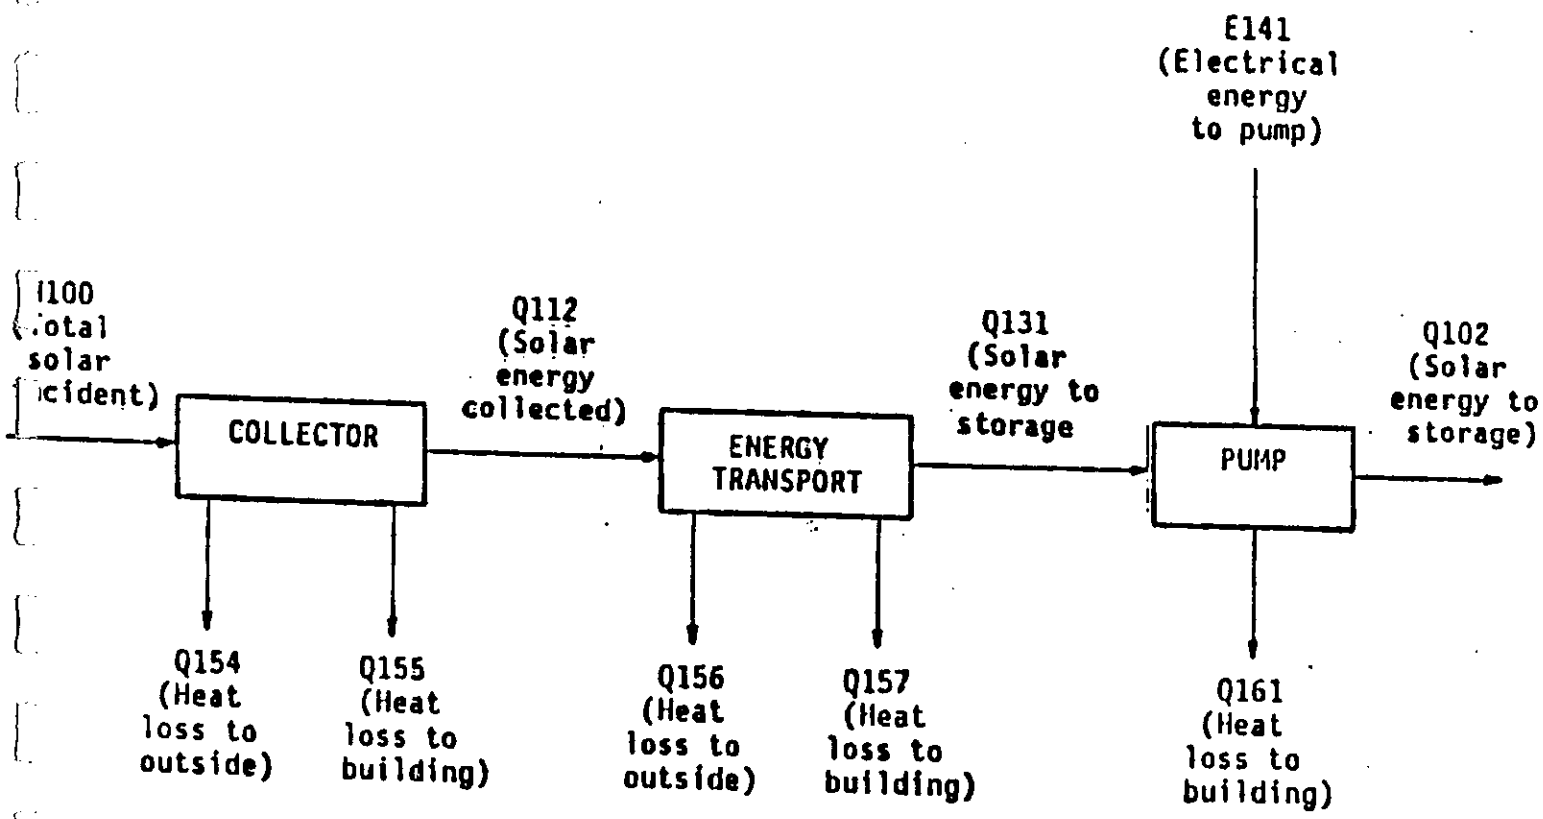 E141
(Electrical
energy
to pump)
100
solar
Q112
(Solar
energy
collected)
Q131
(Solar
energy to
storage
Q102
(Solar
energy to
storage)
COLLECTOR
ENERGY
TRANSPORT
PUMP
Q154
(Heat
loss to
outside)
Q155
(Heat
loss to
building)
Q156
(Heat
loss to
outside)
Q157
(Heat
loss to
building)
Q161
(Heat
loss to
building)